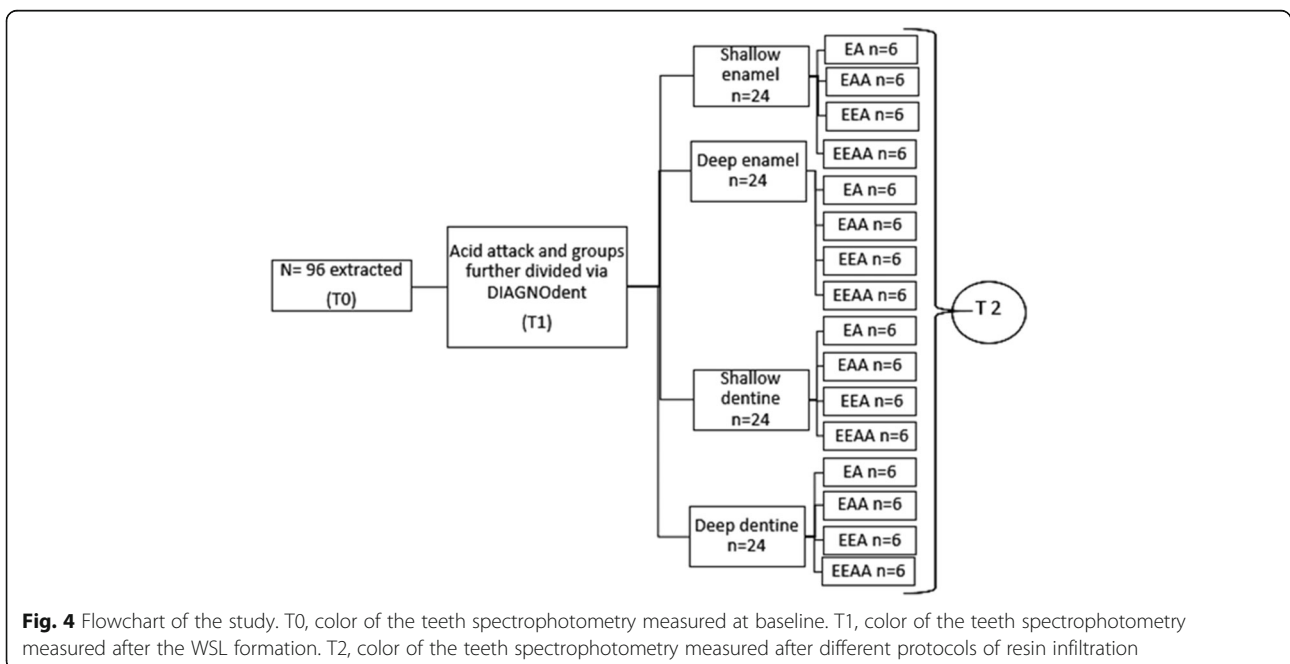 N= 96 extracted
(T0)
Acid attack and groups
further divided via
DIAGNOdent
(T1)
Shallow
enamel
n=24
EA n=6
EAA n=6
EEA n=6
EEAA n=6
Deep enamel
n=24
EA n=6
EAA n=6
EEA n=6
EEAA n=6
Shallow
dentine
n=24
EA n=6
EAA n=6
EEA n=6
EEAA n=6
Deep dentine
n=24
EA n=6
EAA n=6
EEA n=6
EEAA n=6
T 2
Fig. 4 Flowchart of the study. T0, color of the teeth spectrophotometry measured at baseline. T1, color of the teeth spectrophotometry
measured after the WSL formation. T2, color of the teeth spectrophotometry measured after different protocols of resin infiltration